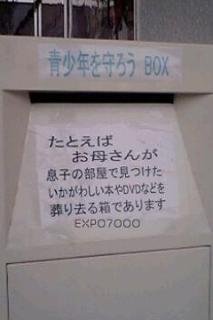 青少年を守ろう BOX
たとえば
お母さんが
息子の部屋で見つけた
いかがわしい本やDVDなどを
葬り去る箱であります
EXPO7000